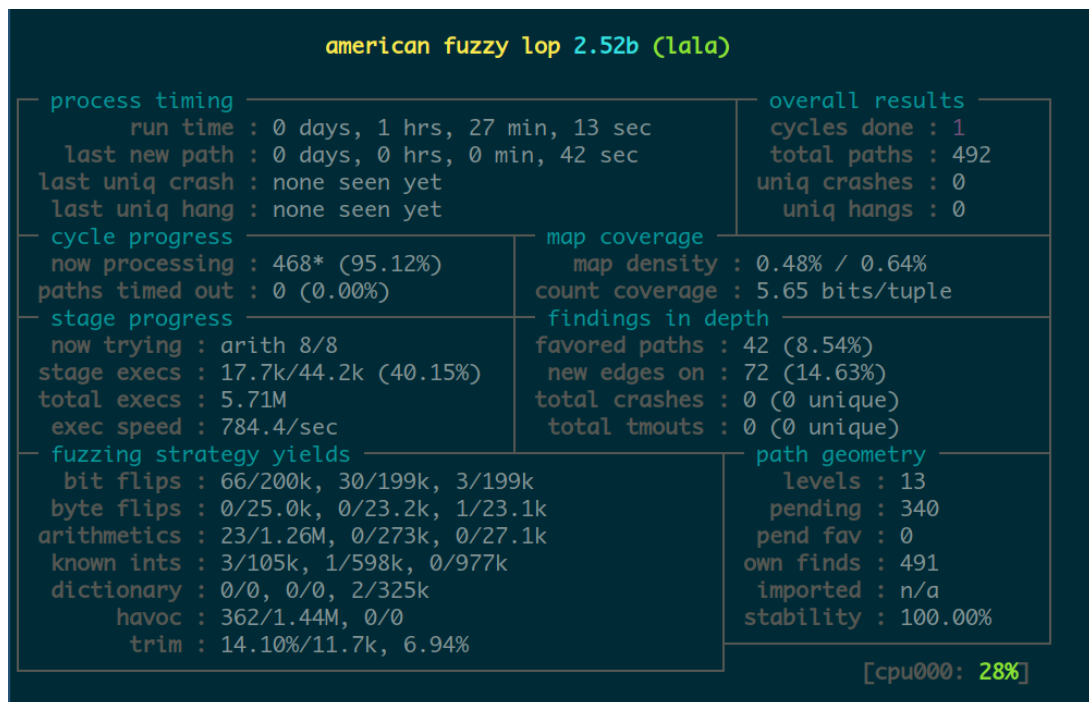 american fuzzy lop 2.52b (lala)
process timing
run time : 0 days, 1 hrs, 27 min, 13 sec
last new path : 0 days, 0 hrs, 0 min, 42 sec
last uniq crash : none seen yet
last uniq hang : none seen yet
overall results
cycles done : 1
total paths : 492
uniq crashes : 0
uniq hangs : 0
cycle progress
now processing : 468* (95.12%)
paths timed out : 0 (0.00%)
map coverage
map density : 0.48% / 0.64%
count coverage : 5.65 bits/tuple
stage progress
now trying : arith 8/8
stage execs : 17.7k/44.2k (40.15%)
total execs : 5.71M
exec speed : 784.4/sec
findings in depth
favored paths : 42 (8.54%)
new edges on : 72 (14.63%)
total crashes : 0 (0 unique)
total tmouts : 0 (0 unique)
fuzzing strategy yields
bit flips : 66/200k, 30/199k, 3/199k
byte flips : 0/25.0k, 0/23.2k, 1/23.1k
arithmetics : 23/1.26M, 0/273k, 0/27.1k
known ints : 3/105k, 1/598k, 0/977k
dictionary : 0/0, 0/0, 2/325k
havoc : 362/1.44M, 0/0
trim : 14.10%/11.7k, 6.94%
path geometry
levels : 13
pending : 340
pend fav : 0
own finds : 491
imported : n/a
stability : 100.00%
[cpu000: 28%]